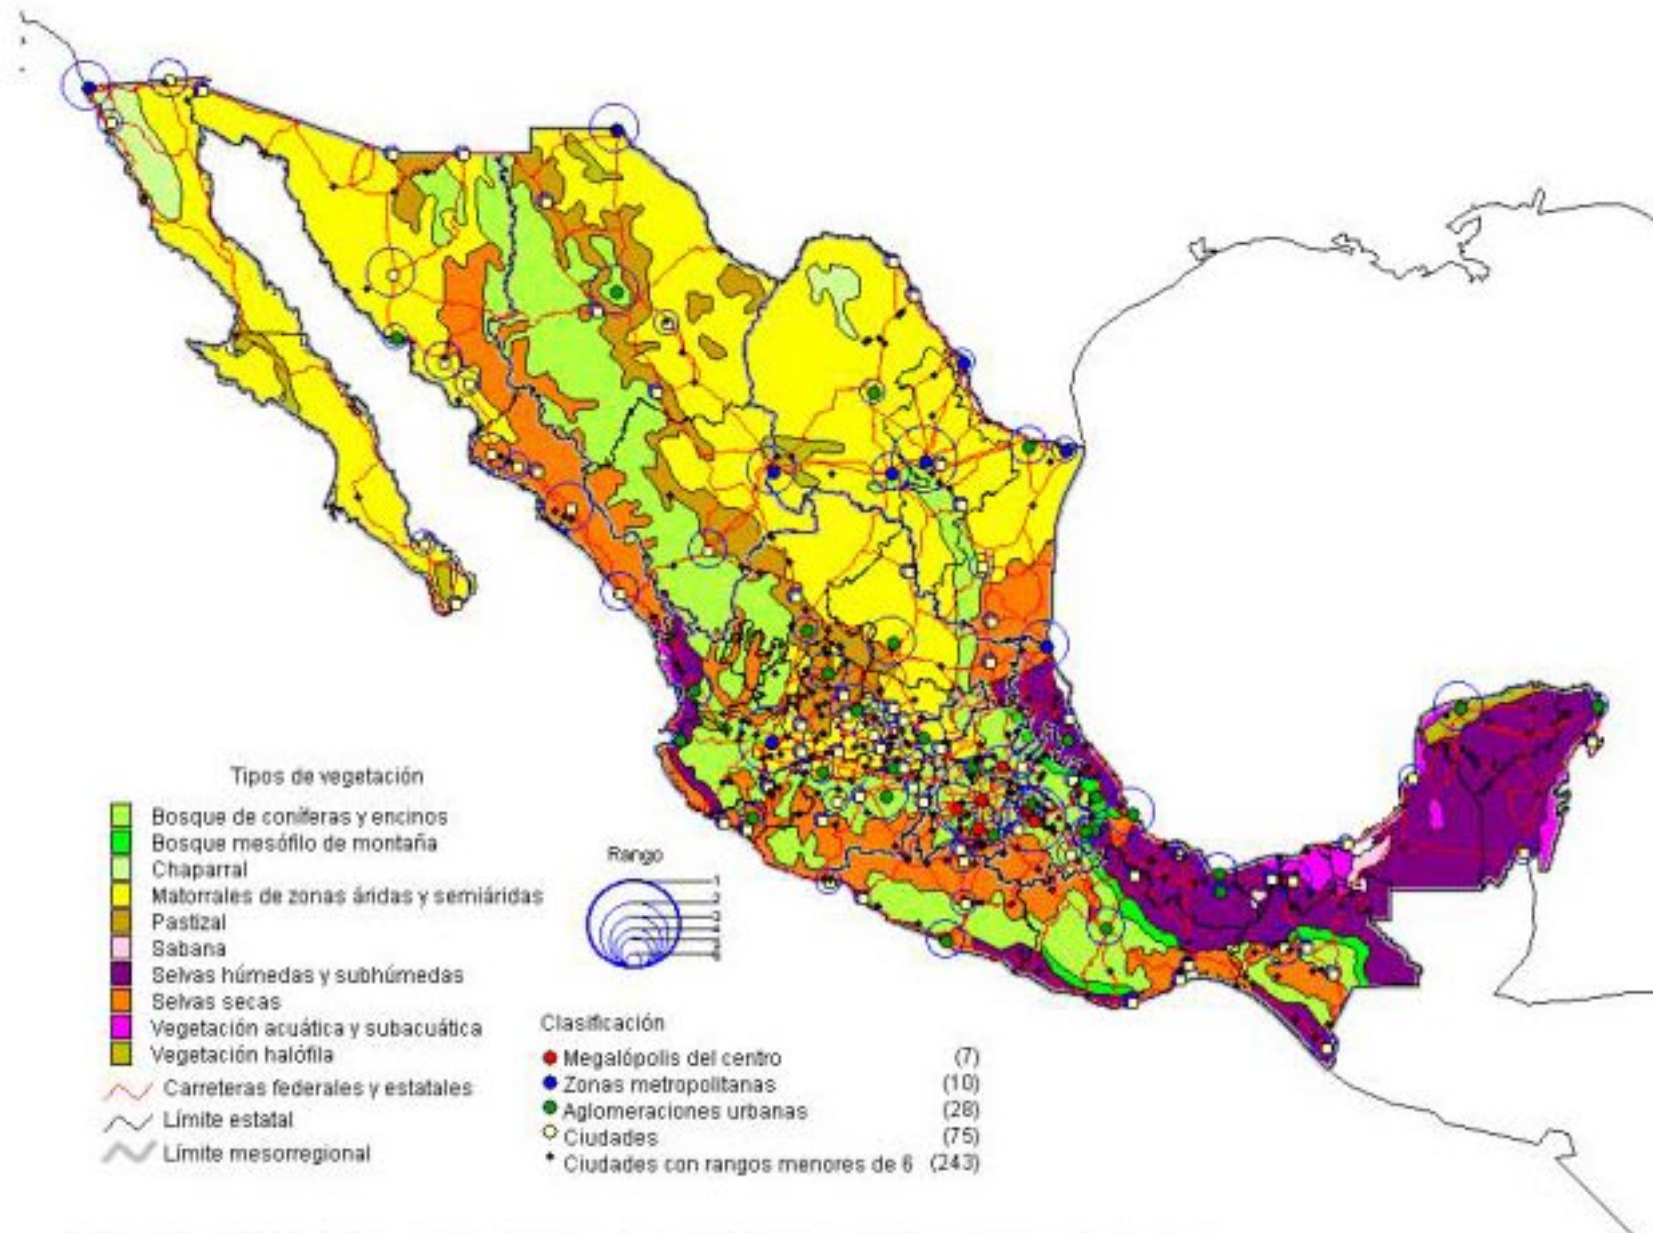 Tipos de vegetación
Bosque de coníferas y encinos
Bosque mesófilo de montaña
Chaparral
Matorrales de zonas áridas y semiáridas
Pastizal
Sabana
Selvas húmedas y subhúmedas
Selvas secas
Vegetación acuática y subacuática
Vegetación halófila
Carreteras federales y estatales
Límite estatal
Límite mesorregional
Rango
1
2
3
Clasificación
Megalópolis del centro (7)
Zonas metropolitanas (10)
Aglomeraciones urbanas (28)
Ciudades (75)
Ciudades con rangos menores de 6 (243)